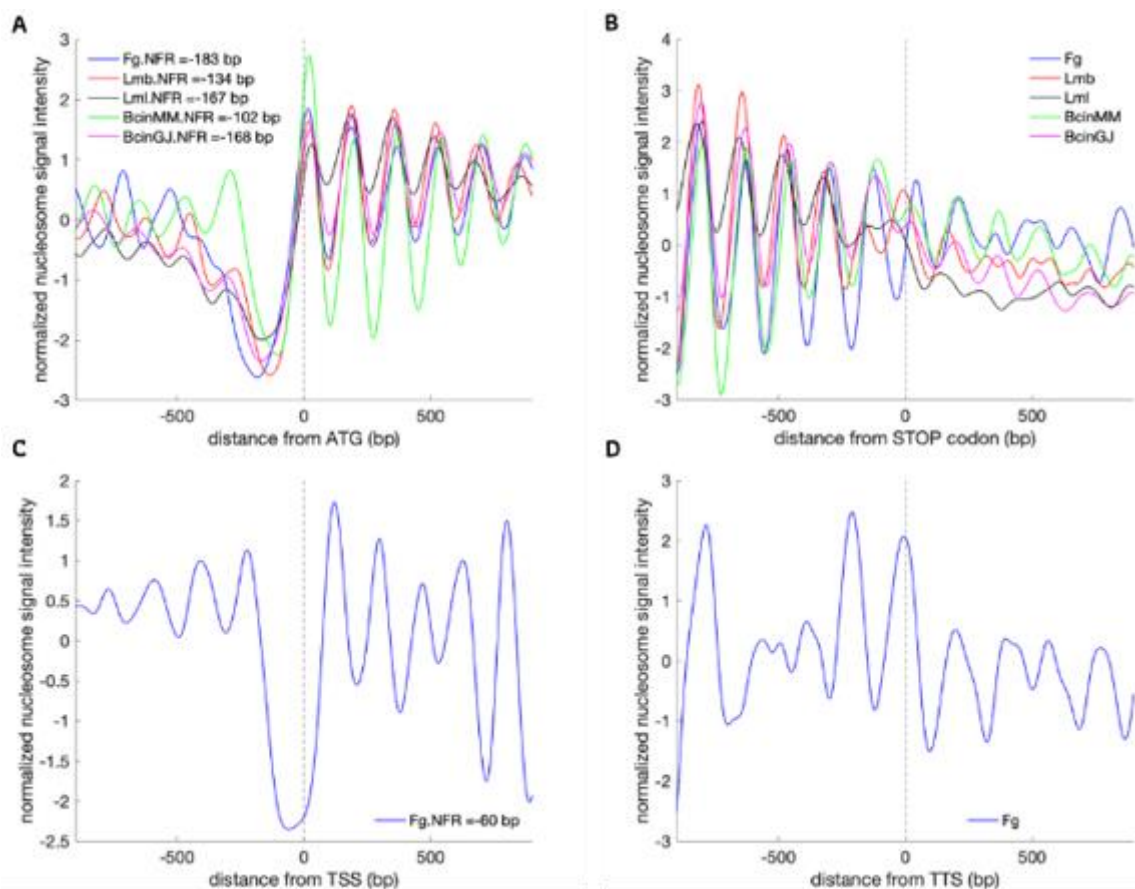 A
normalized nucleosome signal intensity
3
2
1
0
-1
-2
-3
Fg.NFR =-183 bp
Lmb.NFR =-134 bp
Lml.NFR =-167 bp
BcinMM.NFR =-102 bp
BcinGJ.NFR =-168 bp
-500
0
500
distance from ATG (bp)
B
normalized nucleosome signal intensity
4
3
2
1
0
-1
-2
-3
Fg
Lmb
Lml
BcinMM
BcinGJ
-500
0
500
distance from STOP codon (bp)
C
normalized nucleosome signal intensity
2
1.5
1
0.5
0
-0.5
-1
-1.5
-2
-2.5
Fg.NFR =-60 bp
-500
0
500
distance from TSS (bp)
D
normalized nucleosome signal intensity
3
2
1
0
-1
-2
-3
Fg
-500
0
500
distance from TTS (bp)